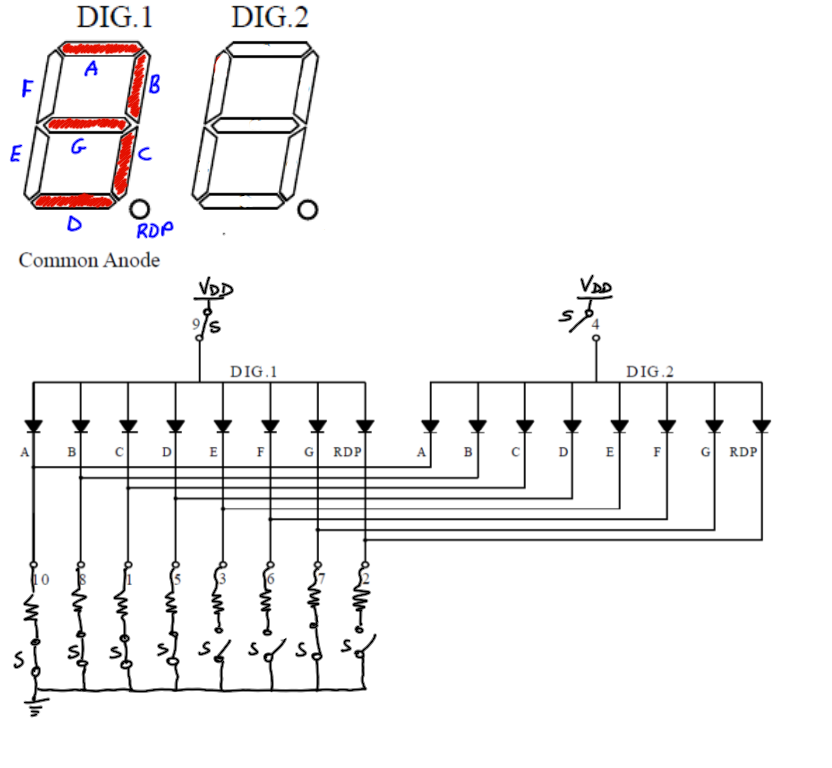 DIG.1 DIG.2
A
F B
G
E C
D
RDP
Common Anode
VDD VDD
9 S S 4
DIG.1 DIG.2
A B C D E F G RDP A B C D E F G RDP
10 8 1 5 3 6 7 2
S S S S S S S S